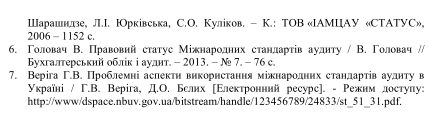 Шарашидзе, Л.І. Юрківська, С.О. Куліков. – К.: ТОВ «ІАМЦАУ «СТАТУС»,
2006 – 1152 с.
6. Головач В. Правовий статус Міжнародних стандартів аудиту / В. Головач //
Бухгалтерський облік і аудит. – 2013. – № 7. – 76 с.
7. Веріга Г.В. Проблемні аспекти використання міжнародних стандартів аудиту в
Україні / Г.В. Веріга, Д.О. Бєлих [Електронний ресурс]. - Режим доступу:
http://www/dspace.nbuv.gov.ua/bitstream/handle/123456789/24833/st_51_31.pdf.